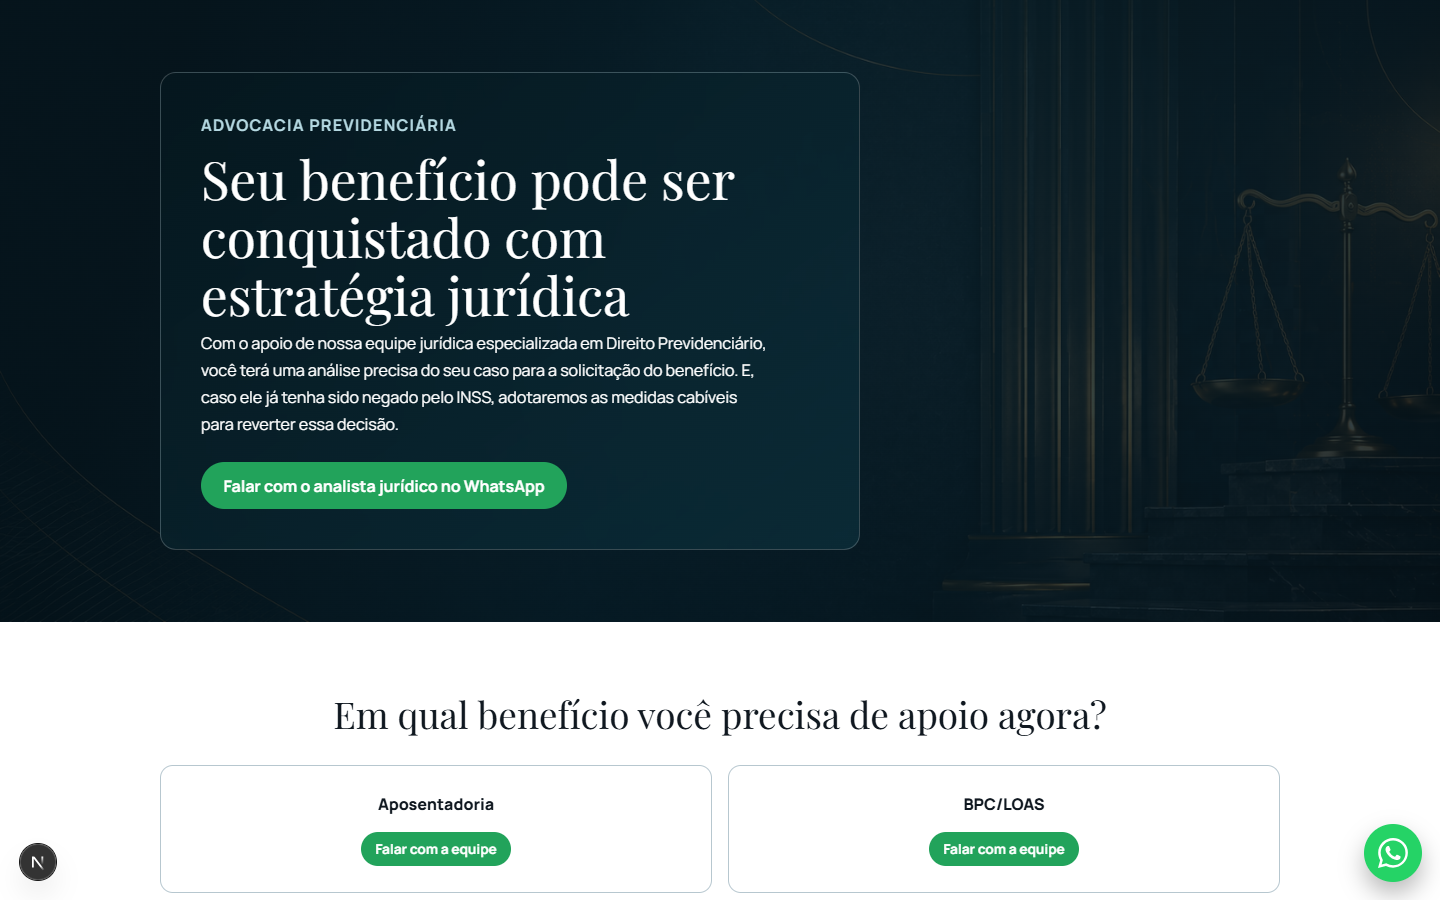 ADVOCACIA PREVIDENCIÁRIA
Seu benefício pode ser
conquistado com
estratégia jurídica
Com o apoio de nossa equipe jurídica especializada em Direito Previdenciário,
você terá uma análise precisa do seu caso para a solicitação do benefício. E,
caso ele já tenha sido negado pelo INSS, adotaremos as medidas cabíveis
para reverter essa decisão.
Falar com o analista jurídico no WhatsApp
Em qual benefício você precisa de apoio agora?
Aposentadoria
Falar com a equipe
BPC/LOAS
Falar com a equipe
N